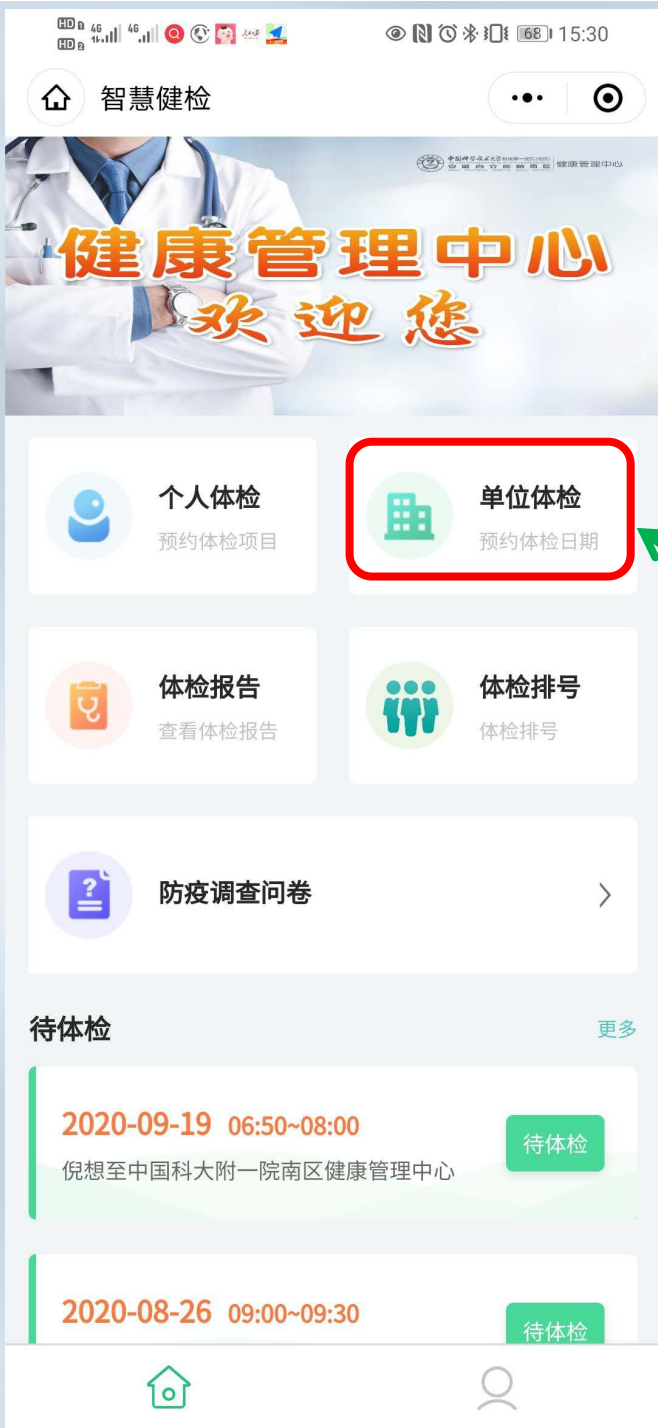 46 46 68 15:30
智慧健检
健康管理中心
健康管理中心
欢迎您
个人体检
预约体检项目
单位体检
预约体检日期
体检报告
查看体检报告
体检排号
体检排号
防疫调查问卷
待体检
更多
2020-09-19 06:50~08:00
待体检
倪想至中国科大附一院南区健康管理中心
2020-08-26 09:00~09:30
待体检